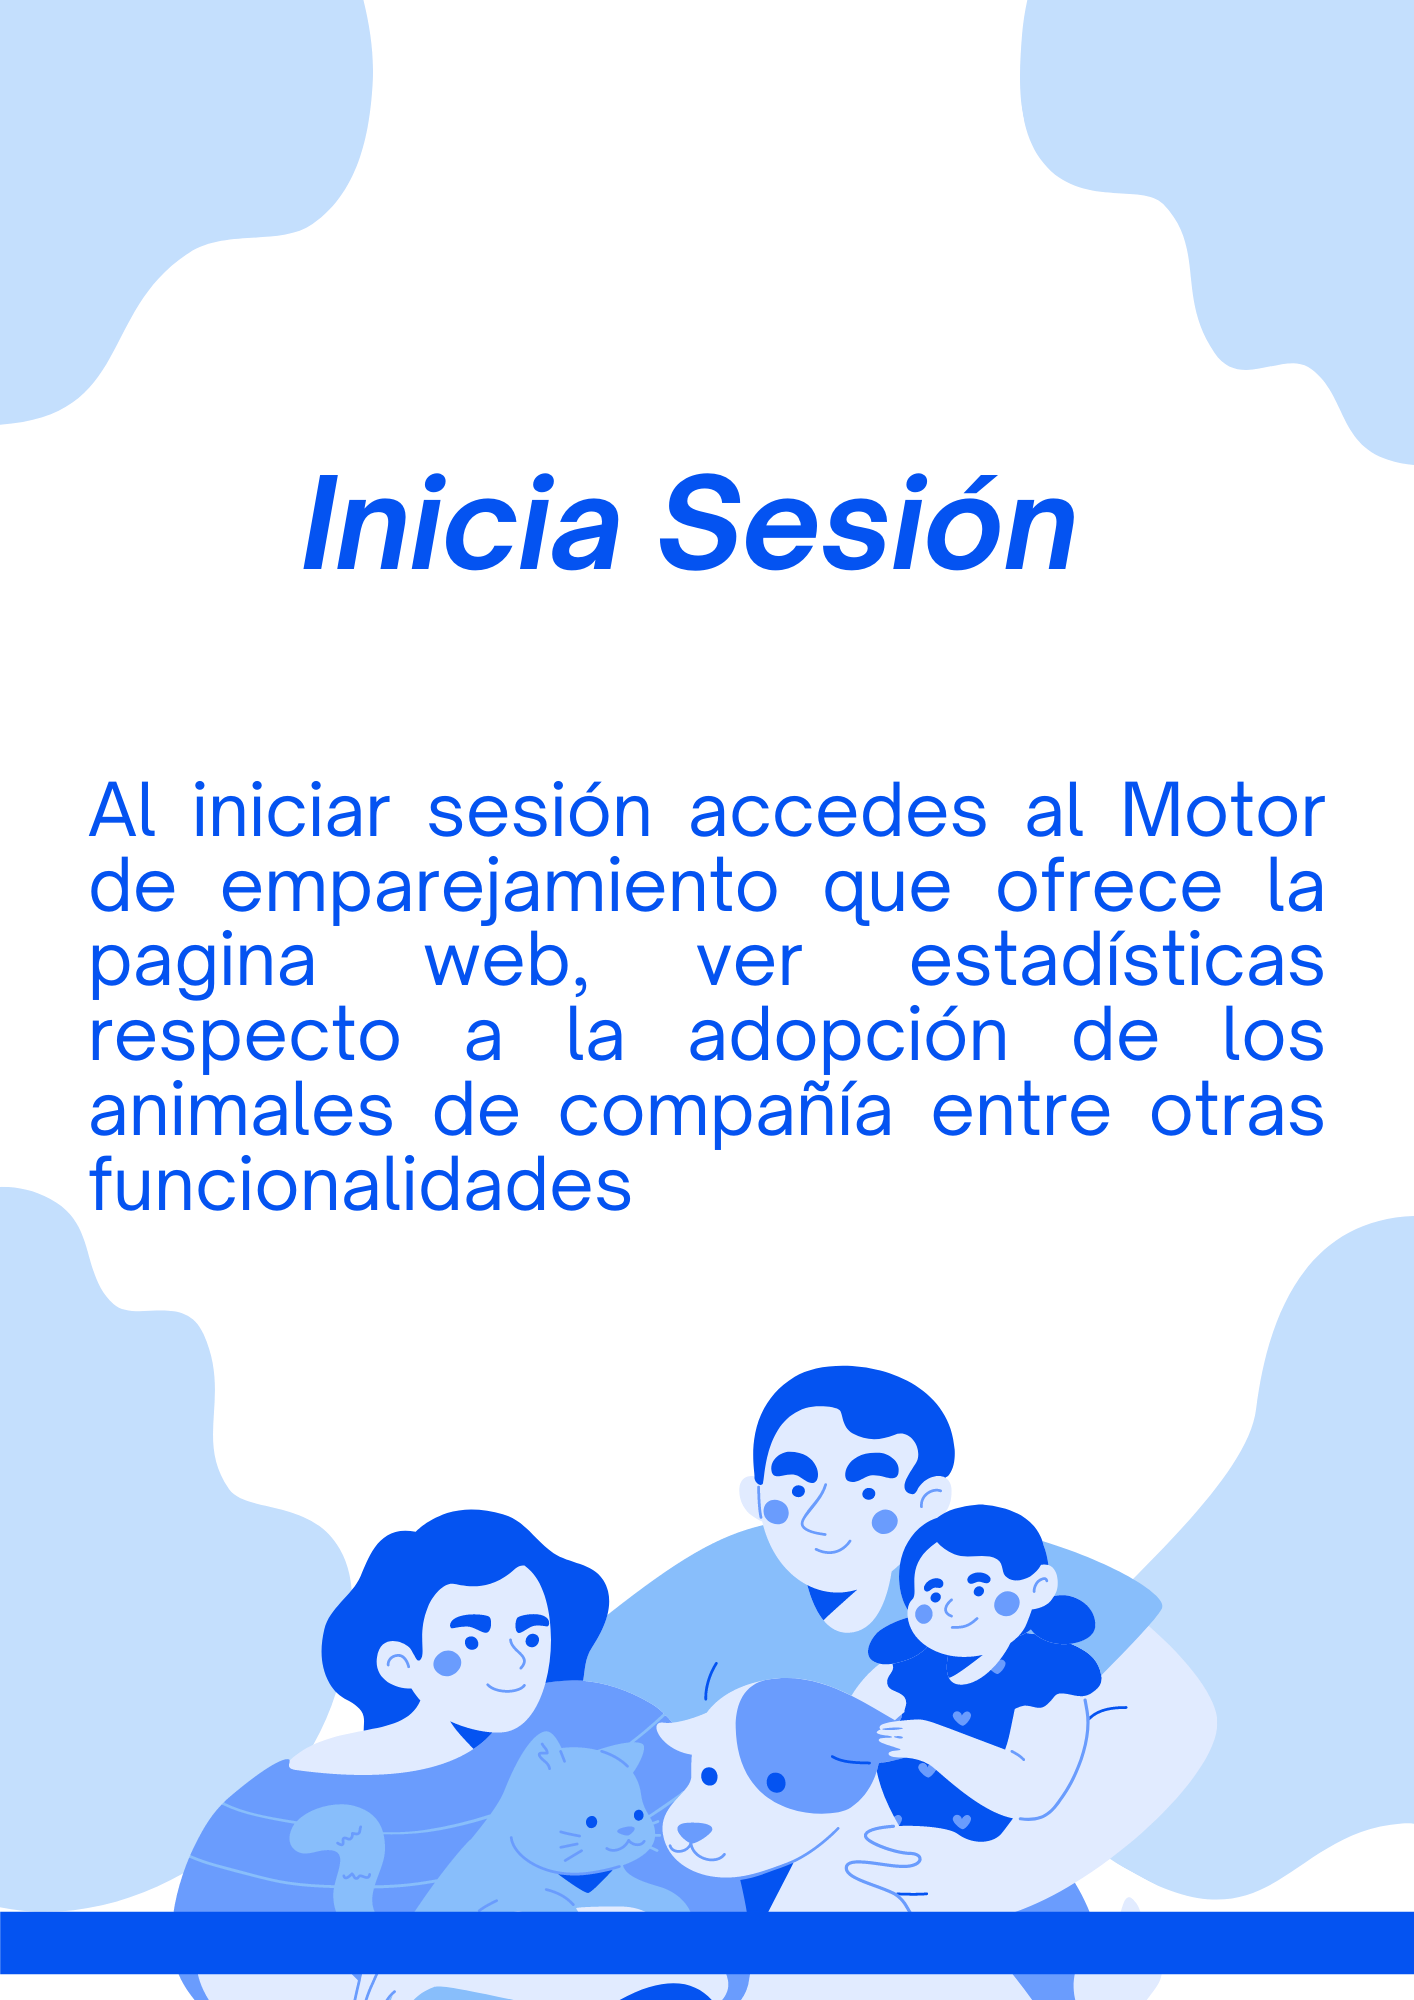 Inicia Sesión
Al iniciar sesión accedes al Motor
de emparejamiento que ofrece la
pagina web, ver estadísticas
respecto a la adopción de los
animales de compañía entre otras
funcionalidades